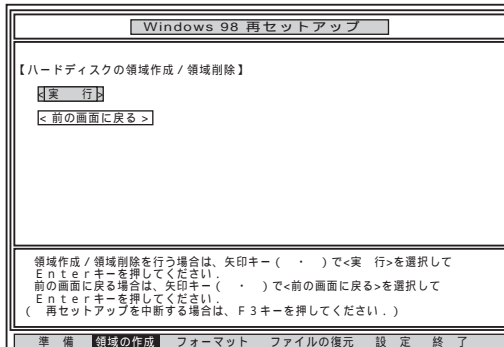 Windows 98 再セットアップ
【ハードディスクの領域作成/領域削除】
<実　行>
<前の画面に戻る>
領域作成/領域削除を行う場合は、矢印キー(　・　)で<実　行>を選択して
Enterキーを押してください.
前の画面に戻る場合は、矢印キー(　・　)で<前の画面に戻る>を選択して
Enterキーを押してください.
(　再セットアップを中断する場合は、F3キーを押してください.)
準　備　領域の作成　フォーマット　ファイルの復元　設　定　終　了